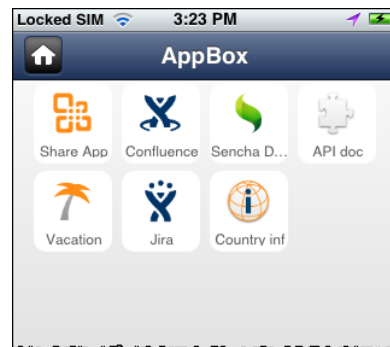 Locked SIM 3:23 PM
AppBox
Share App Confluence Sencha D... API doc
Vacation Jira Country inf